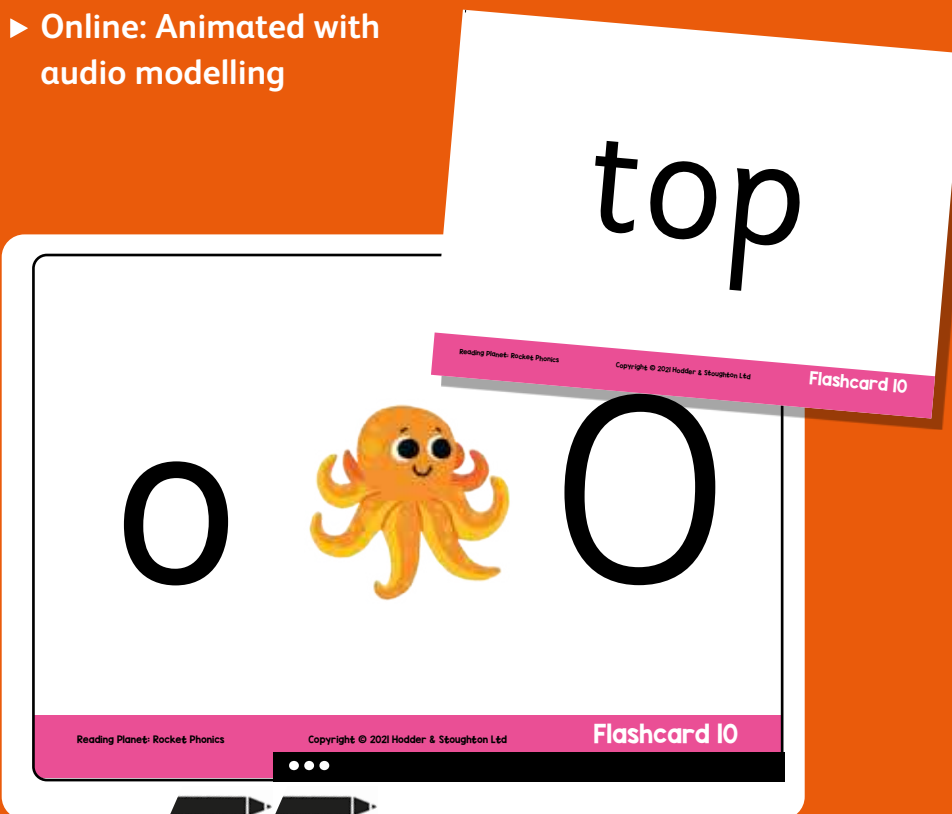 ► Online: Animated with
audio modelling
top
Reading Planet: Rocket Phonics Copyright © 2021 Hodder & Stoughton Ltd Flashcard 10
o O
Reading Planet: Rocket Phonics Copyright © 2021 Hodder & Stoughton Ltd Flashcard 10